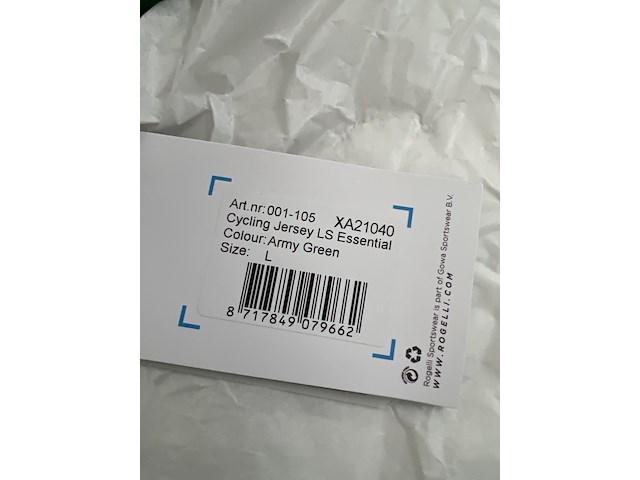 Art.nr: 001-105 XA21040
Cycling Jersey LS Essential
Colour: Army Green
Size: L
8 717849 079662
Rogelli Sportswear is part of Gowa Sportswear B.V.
WWW.ROGELLI.COM